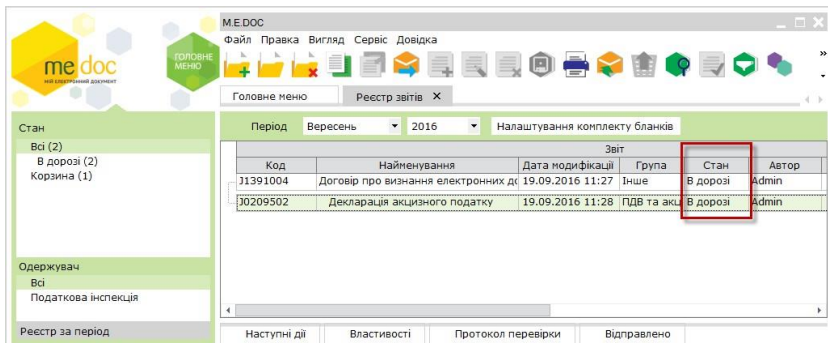 M.E.DOC
Файл Правка Вигляд Сервіс Довідка
me doc
мій електронний документ
ГОЛОВНЕ МЕНЮ
»
Головне меню
Реєстр звітів X
Стан
Всі (2)
В дорозі (2)
Корзина (1)
Одержувач
Всі
Податкова інспекція
Реєстр за період
Період Вересень 2016 Налаштування комплекту бланків
Звіт
Код Найменування Дата модифікації Група Стан Автор
J1391004 Договір про визнання електронних дс 19.09.2016 11:27 Інше В дорозі Admin
J0209502 Декларація акцизного податку 19.09.2016 11:28 ПДВ та акц В дорозі Admin
Наступні дії Властивості Протокол перевірки Відправлено